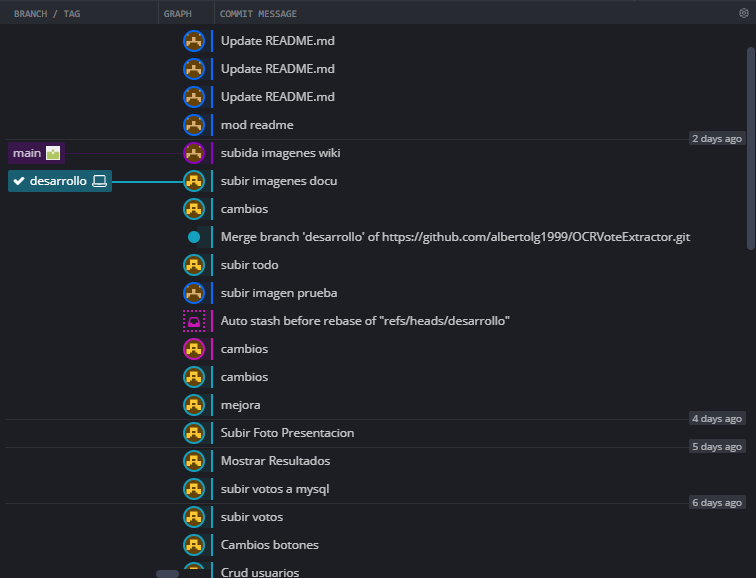 BRANCH / TAG GRAPH COMMIT MESSAGE
Update README.md
Update README.md
Update README.md
mod readme
2 days ago
main subida imagenes wiki
desarrollo subir imagenes docu
cambios
Merge branch 'desarrollo' of https://github.com/albertolg1999/OCRVoteExtractor.git
subir todo
subir imagen prueba
Auto stash before rebase of "refs/heads/desarrollo"
cambios
cambios
mejora
4 days ago
Subir Foto Presentacion
5 days ago
Mostrar Resultados
subir votos a mysql
6 days ago
subir votos
Cambios botones
Crud usuarios